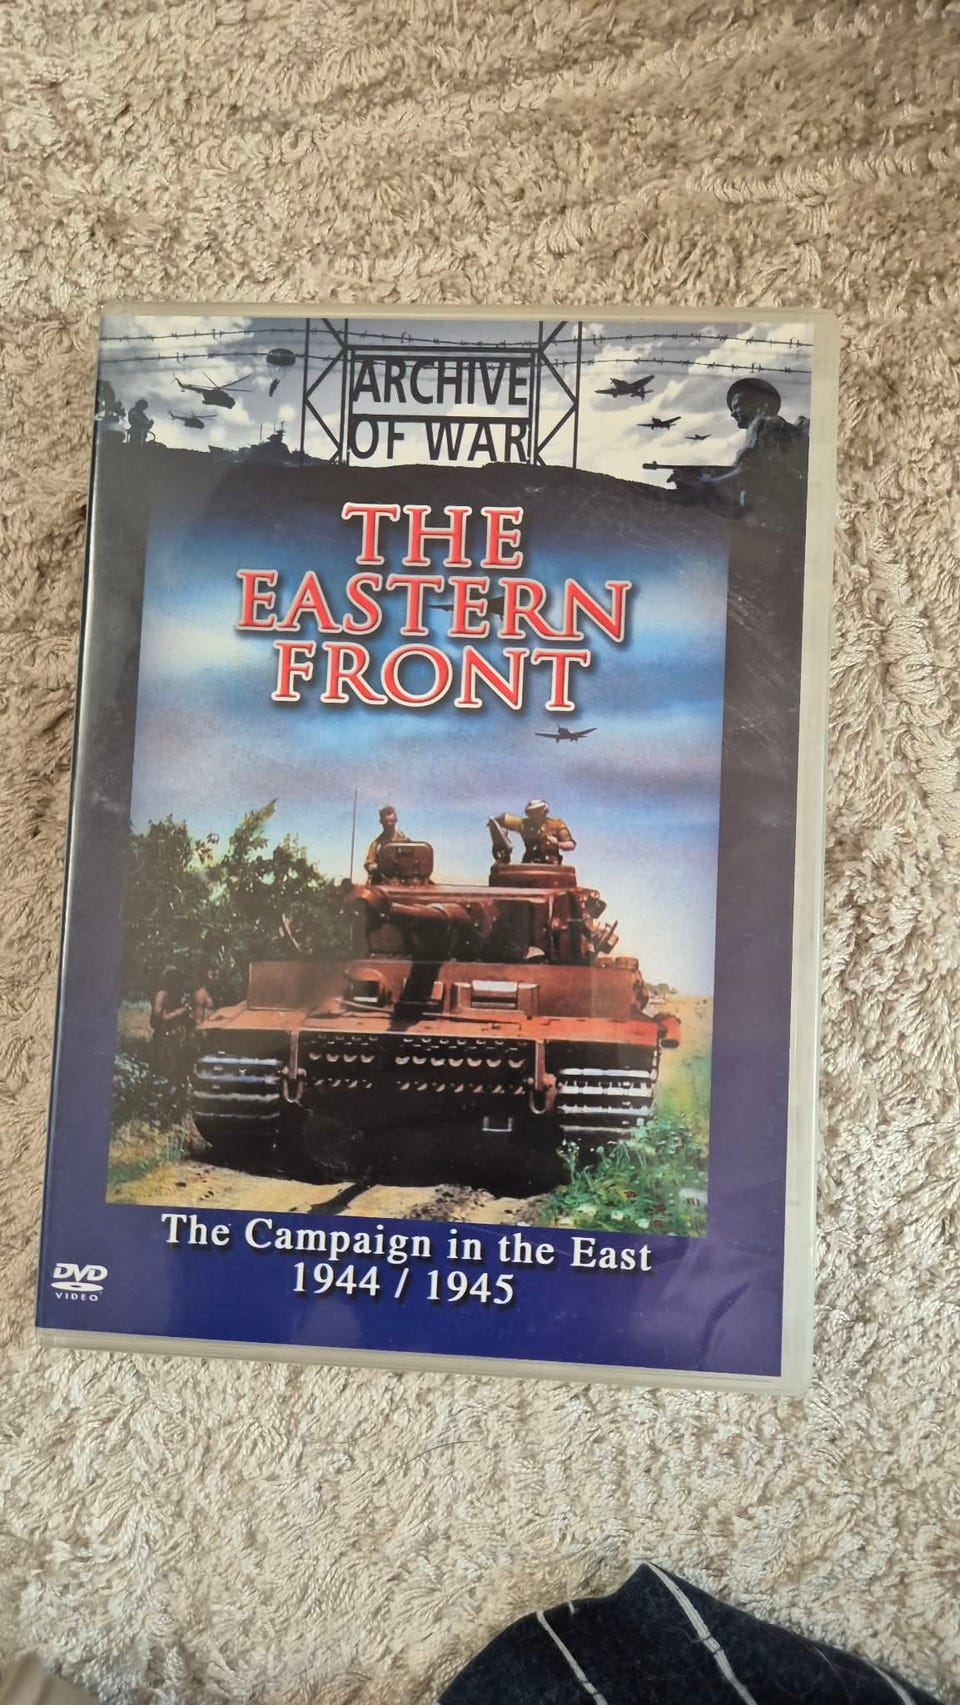 ARCHIVE
OF WAR
THE
EASTERN
FRONT
The Campaign in the East
1944 / 1945
DVD
VIDEO